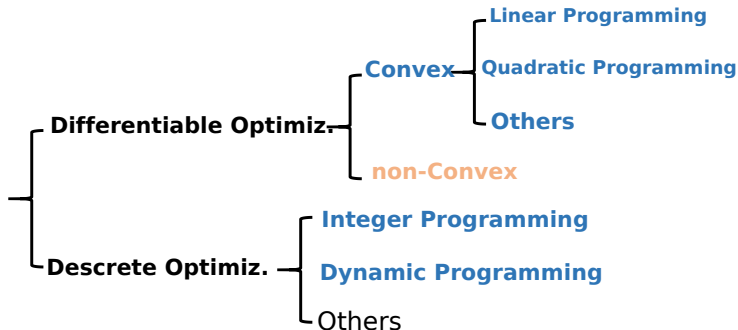 Linear Programming
Convex
Quadratic Programming
Others
Differentiable Optimiz.
non-Convex
Integer Programming
Descrete Optimiz.
Dynamic Programming
Others